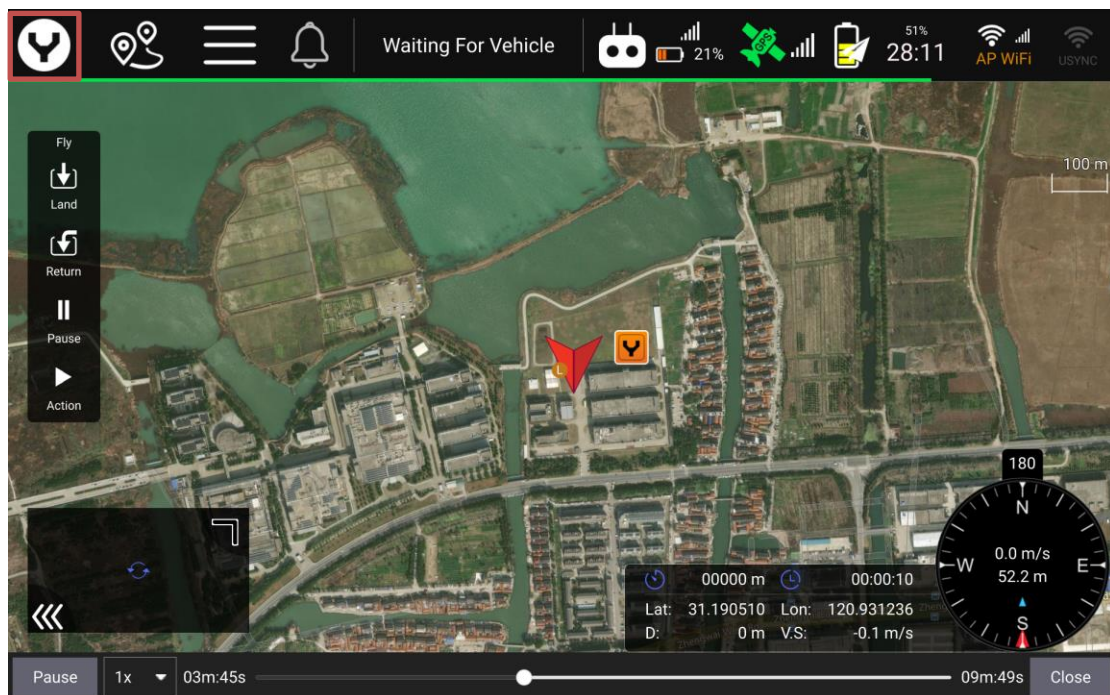 Waiting For Vehicle
21%
GPS
51%
28:11
AP WiFi
USYNC
Fly
Land
Return
Pause
Action
100 m
L
180
N
W
E
S
0.0 m/s
52.2 m
00000 m 00:00:10
Lat: 31.190510 Lon: 120.931236
D: 0 m V.S: -0.1 m/s
Pause 1x 03m:45s 09m:49s Close